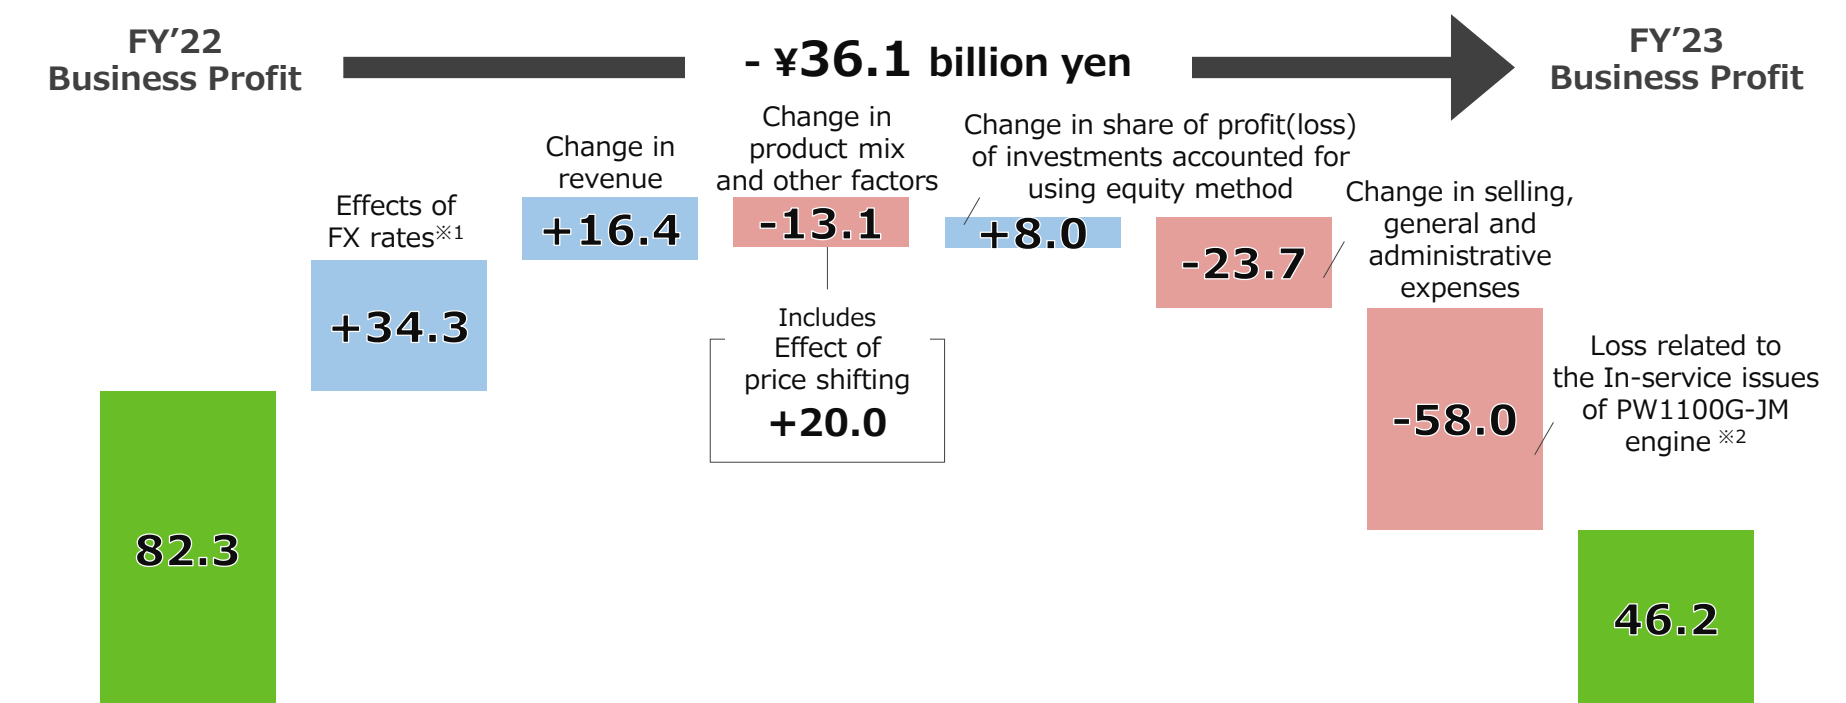 FY’22
Business Profit
- ¥36.1 billion yen
FY’23
Business Profit
82.3
Effects of
FX rates※1
+34.3
Change in
revenue
+16.4
Change in
product mix
and other factors
-13.1
Includes
Effect of
price shifting
+20.0
Change in share of profit(loss)
of investments accounted for
using equity method
+8.0
Change in selling,
general and
administrative
expenses
-23.7
Loss related to
the In-service issues
of PW1100G-JM
engine ※2
-58.0
46.2